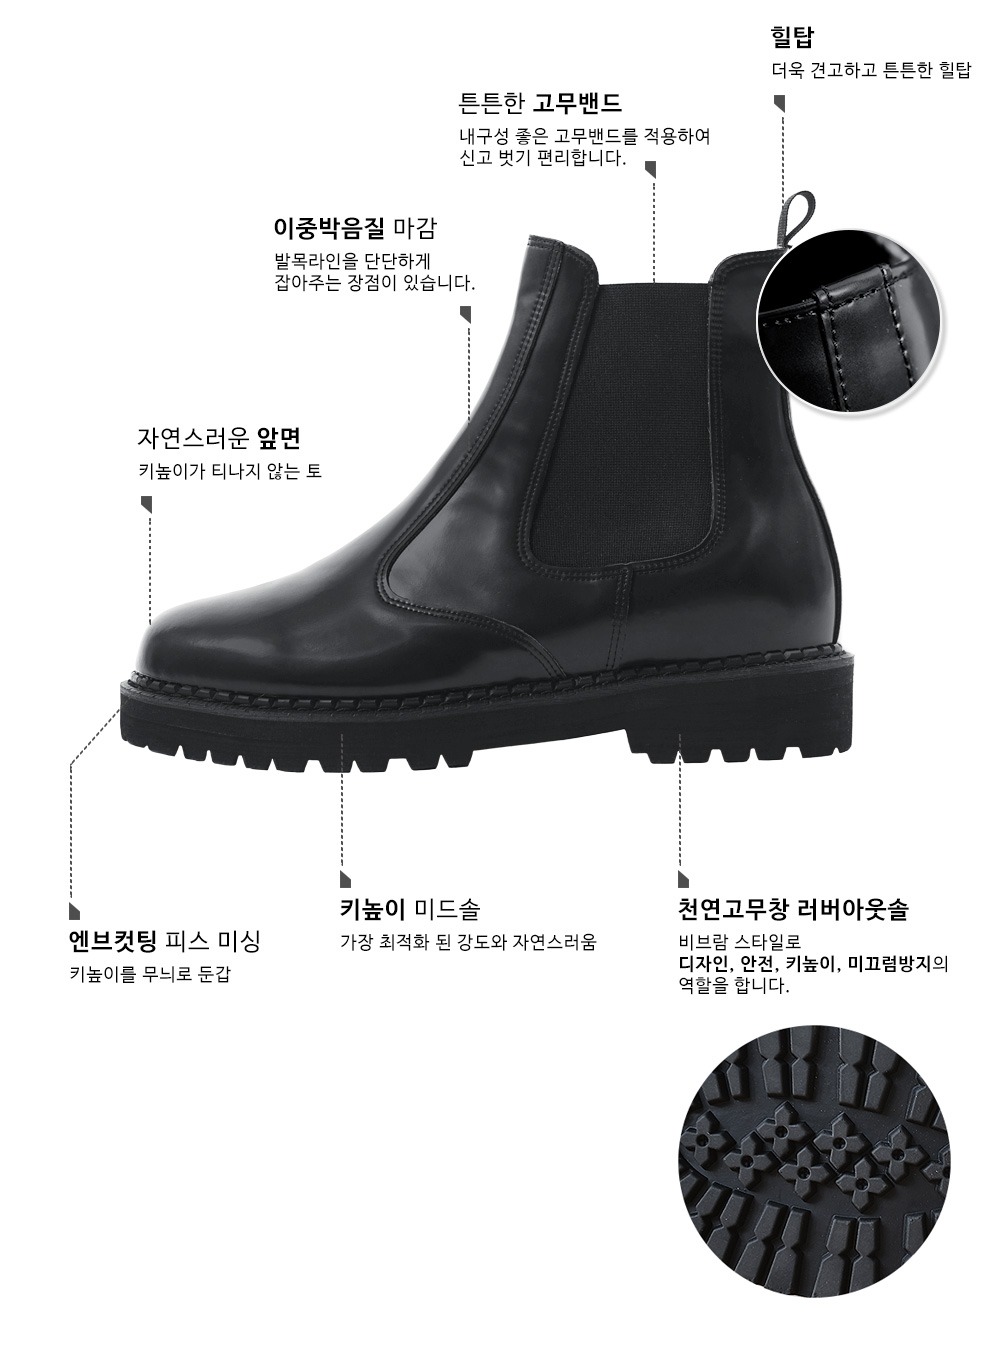 힐탑
더욱 견고하고 튼튼한 힐탑
튼튼한 고무밴드
내구성 좋은 고무밴드를 적용하여
신고 벗기 편리합니다.
이중박음질 마감
발목라인을 단단하게
잡아주는 장점이 있습니다.
자연스러운 앞면
키높이가 티나지 않는 토
엔브컷팅 피스 미싱
키높이를 무늬로 둔갑
키높이 미드솔
가장 최적화 된 강도와 자연스러움
천연고무창 러버아웃솔
비브람 스타일로
디자인, 안전, 키높이, 미끄럼방지의
역할을 합니다.